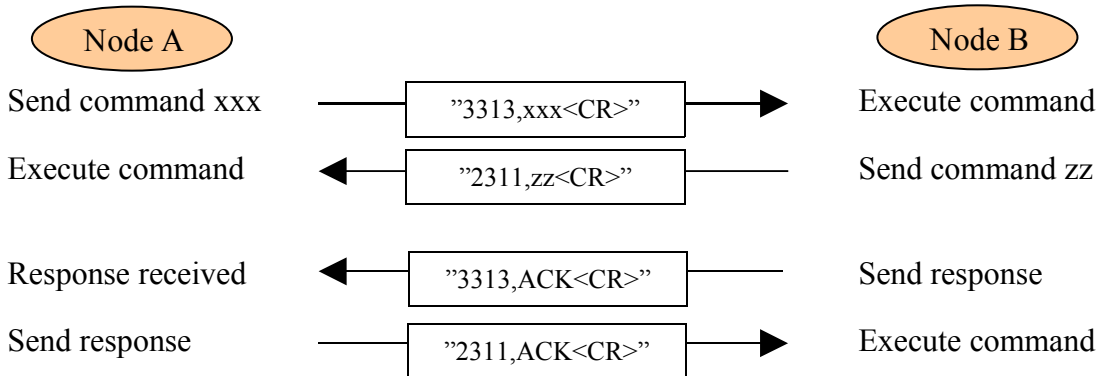 Node A Node B
Send command xxx ”3313,xxx<CR>” Execute command
Execute command ”2311,zz<CR>” Send command zz
Response received ”3313,ACK<CR>” Send response
Send response ”2311,ACK<CR>” Execute command